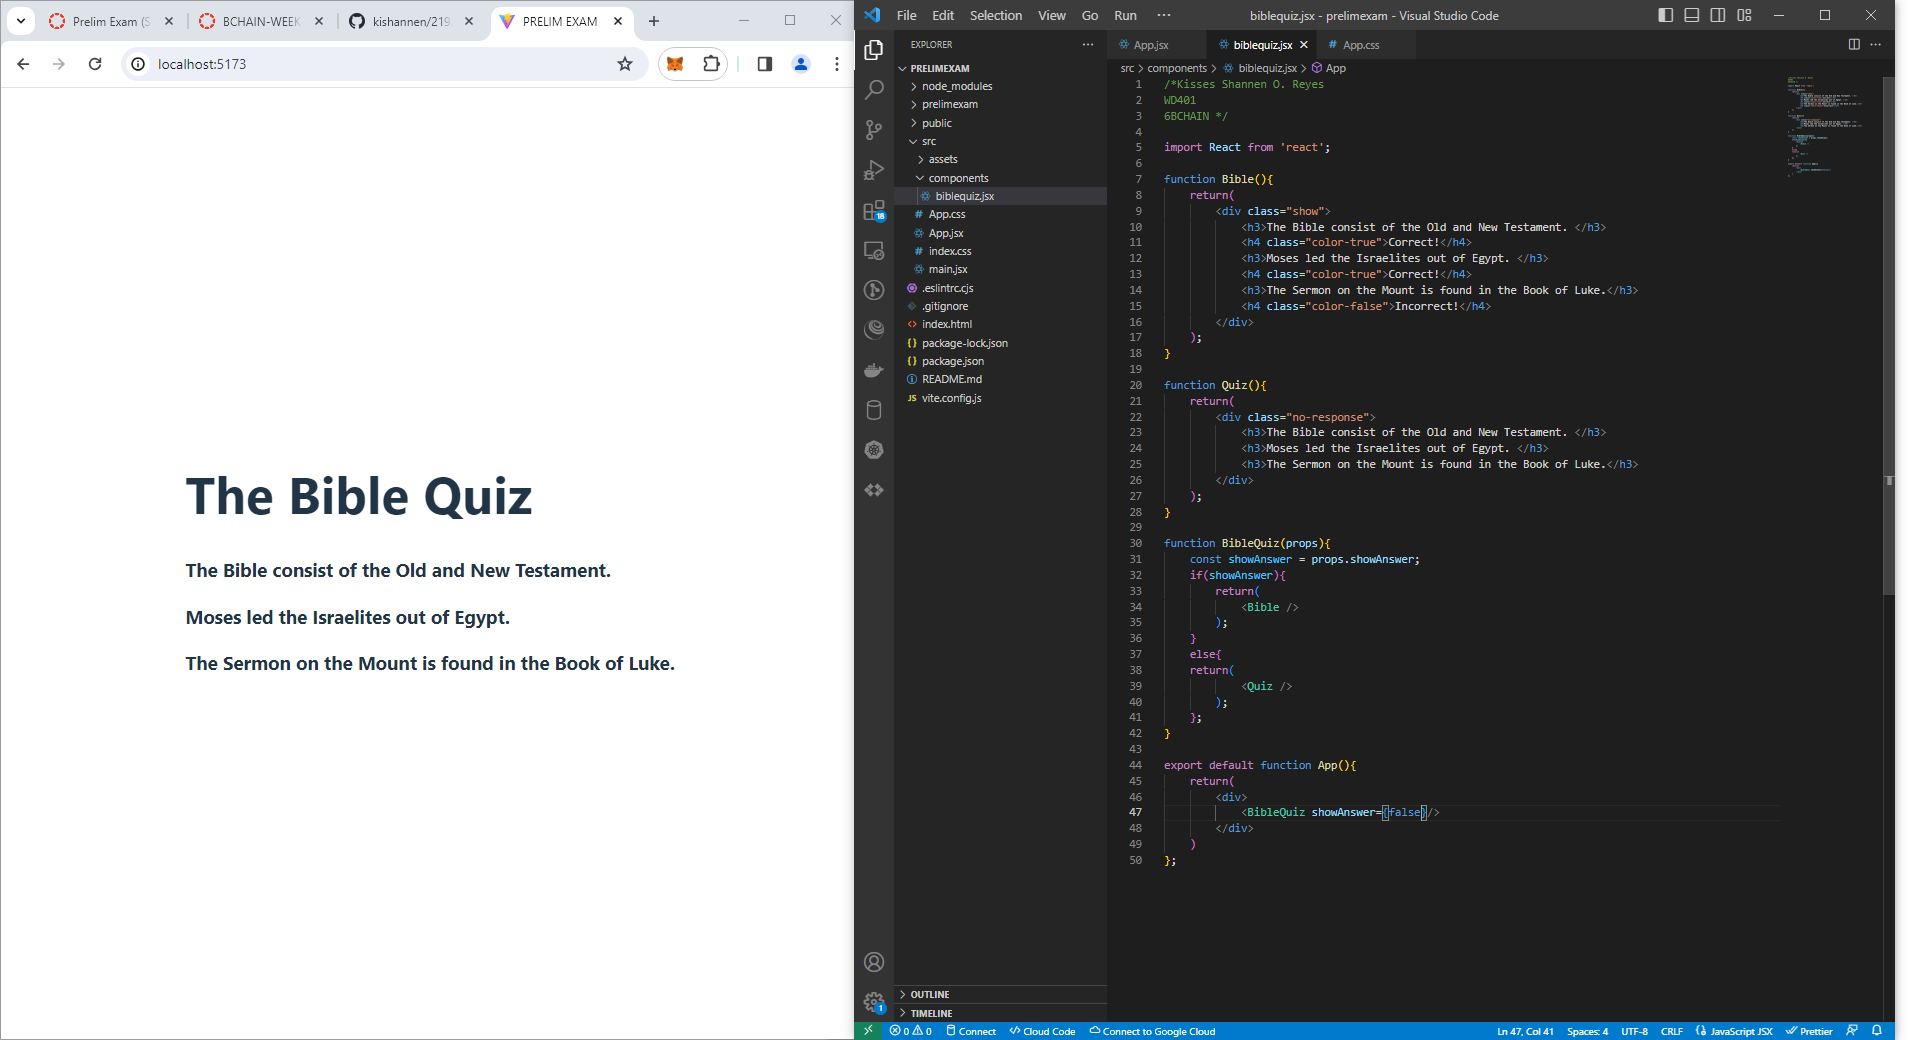 Prelim Exam (S
BCHAIN-WEEK
kishannen/219
PRELIM EXAM
localhost:5173
The Bible Quiz
The Bible consist of the Old and New Testament.
Moses led the Israelites out of Egypt.
The Sermon on the Mount is found in the Book of Luke.
File Edit Selection View Go Run ···
biblequiz.jsx - prelimexam - Visual Studio Code
EXPLORER
PRELIMEXAM
node_modules
prelimexam
public
src
assets
components
biblequiz.jsx
# App.css
App.jsx
# index.css
main.jsx
.eslintrc.cjs
.gitignore
<> index.html
{} package-lock.json
{} package.json
README.md
JS vite.config.js
OUTLINE
TIMELINE
18
1
App.jsx
biblequiz.jsx
# App.css
src > components > biblequiz.jsx > App
1 /*Kisses Shannen O. Reyes
2 WD401
3 6BCHAIN */
4
5 import React from 'react';
6
7 function Bible(){
8 return(
9 <div class="show">
10 <h3>The Bible consist of the Old and New Testament. </h3>
11 <h4 class="color-true">Correct!</h4>
12 <h3>Moses led the Israelites out of Egypt. </h3>
13 <h4 class="color-true">Correct!</h4>
14 <h3>The Sermon on the Mount is found in the Book of Luke.</h3>
15 <h4 class="color-false">Incorrect!</h4>
16 </div>
17 );
18 }
19
20 function Quiz(){
21 return(
22 <div class="no-response">
23 <h3>The Bible consist of the Old and New Testament. </h3>
24 <h3>Moses led the Israelites out of Egypt. </h3>
25 <h3>The Sermon on the Mount is found in the Book of Luke.</h3>
26 </div>
27 );
28 }
29
30 function BibleQuiz(props){
31 const showAnswer = props.showAnswer;
32 if(showAnswer){
33 return(
34 <Bible />
35 );
36 }
37 else{
38 return(
39 <Quiz />
40 );
41 };
42 }
43
44 export default function App(){
45 return(
46 <div>
47 <BibleQuiz showAnswer={false}/>
48 </div>
49 )
50 };
0 0 Connect Cloud Code Connect to Google Cloud
Ln 47, Col 41 Spaces: 4 UTF-8 CRLF JavaScript JSX Prettier